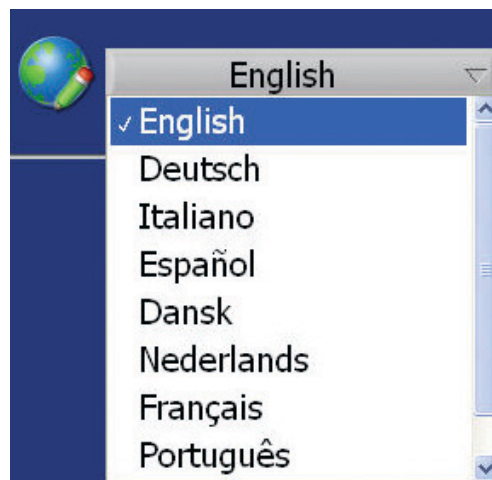 English
✓ English
Deutsch
Italiano
Español
Dansk
Nederlands
Français
Português